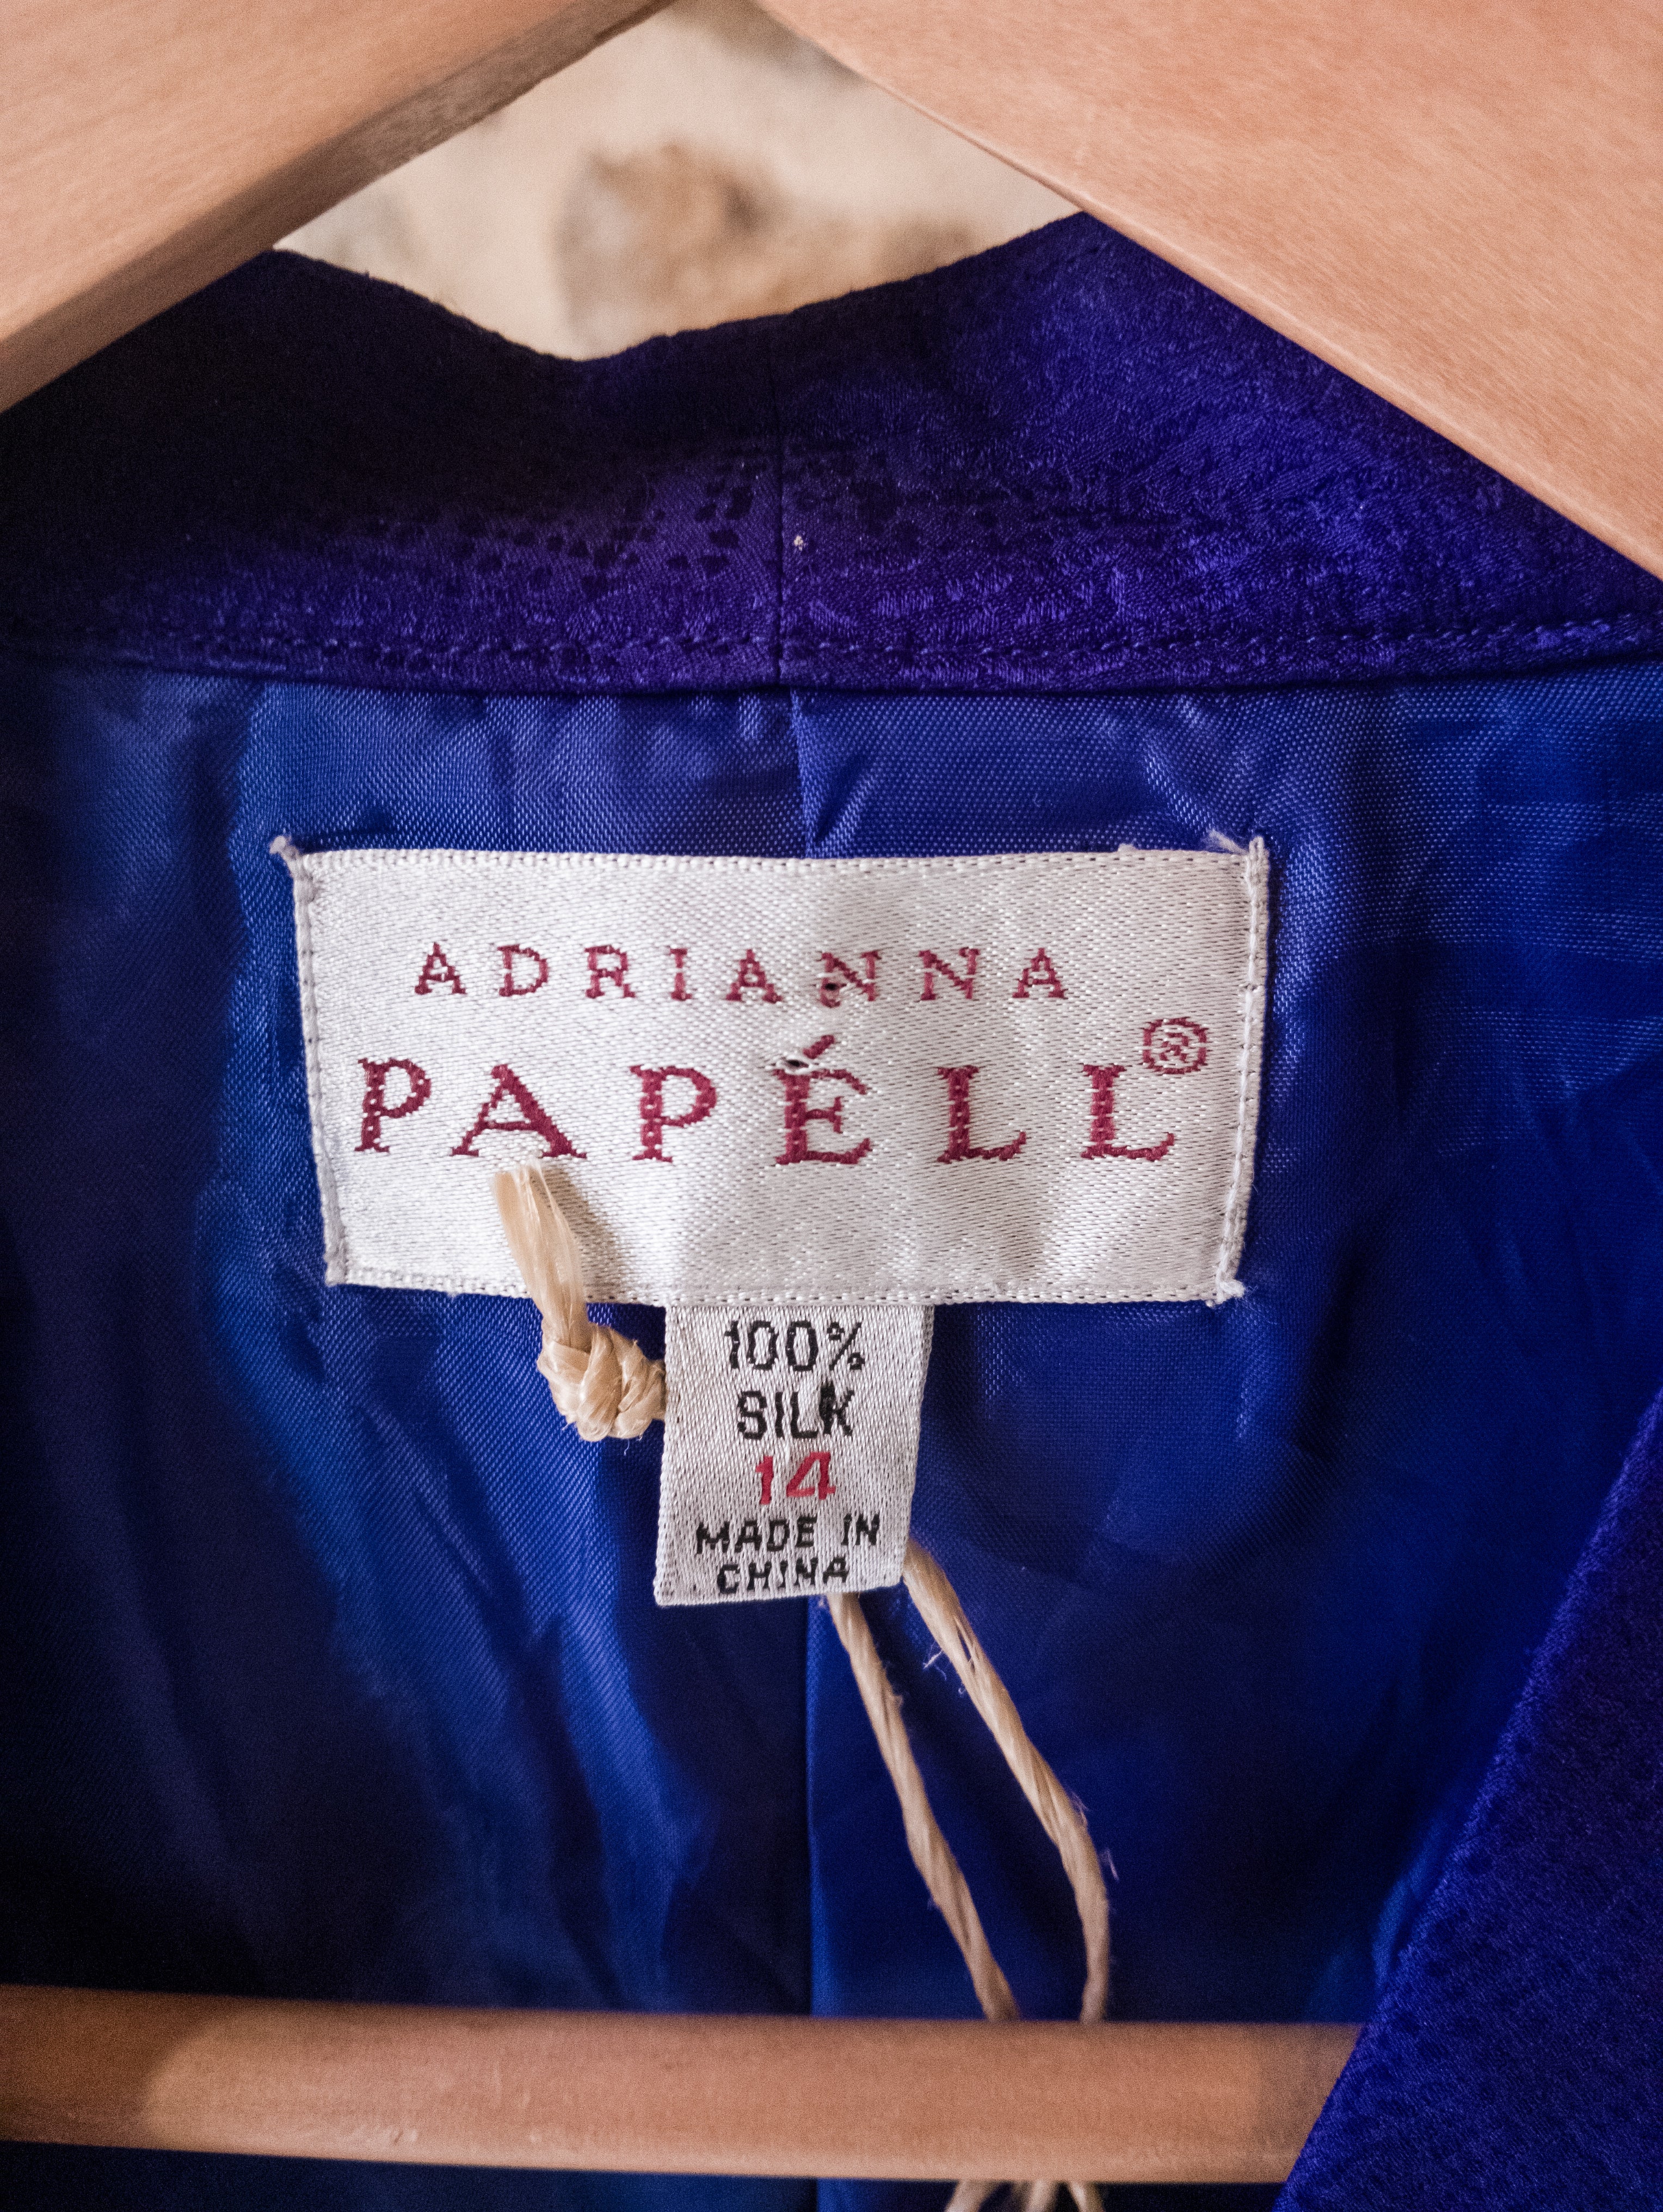 ADRIANNA
PAPÉLL®
100%
SILK
14
MADE IN
CHINA